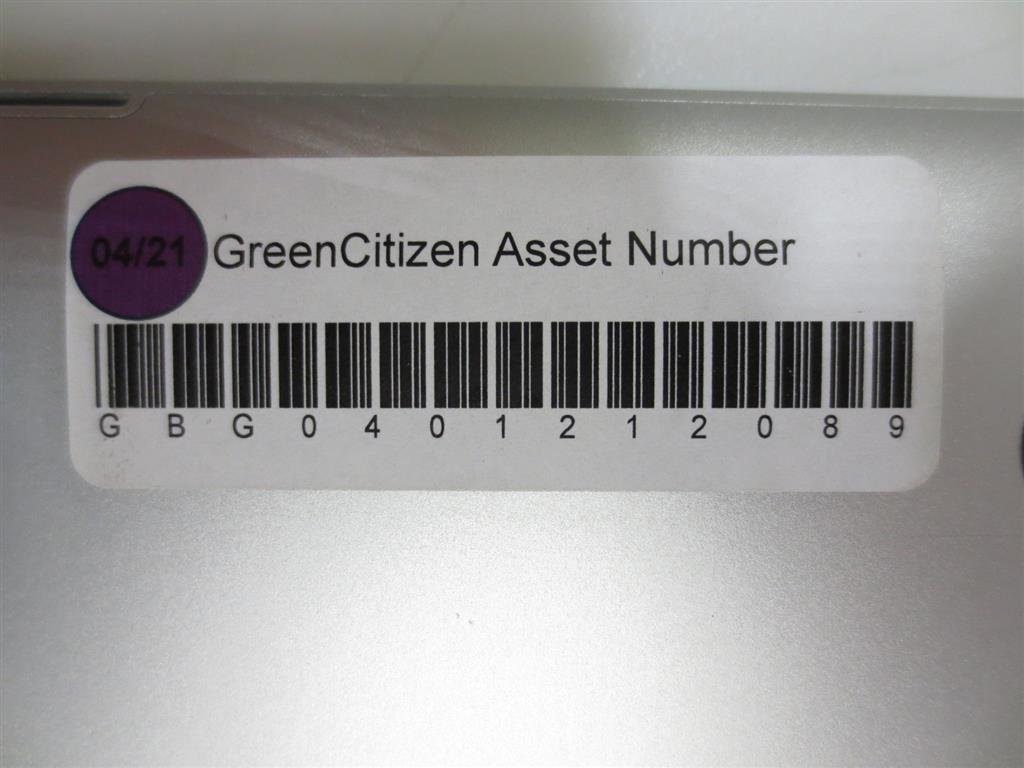 04/21 GreenCitizen Asset Number
G B G 0 4 0 1 2 1 2 0 8 9